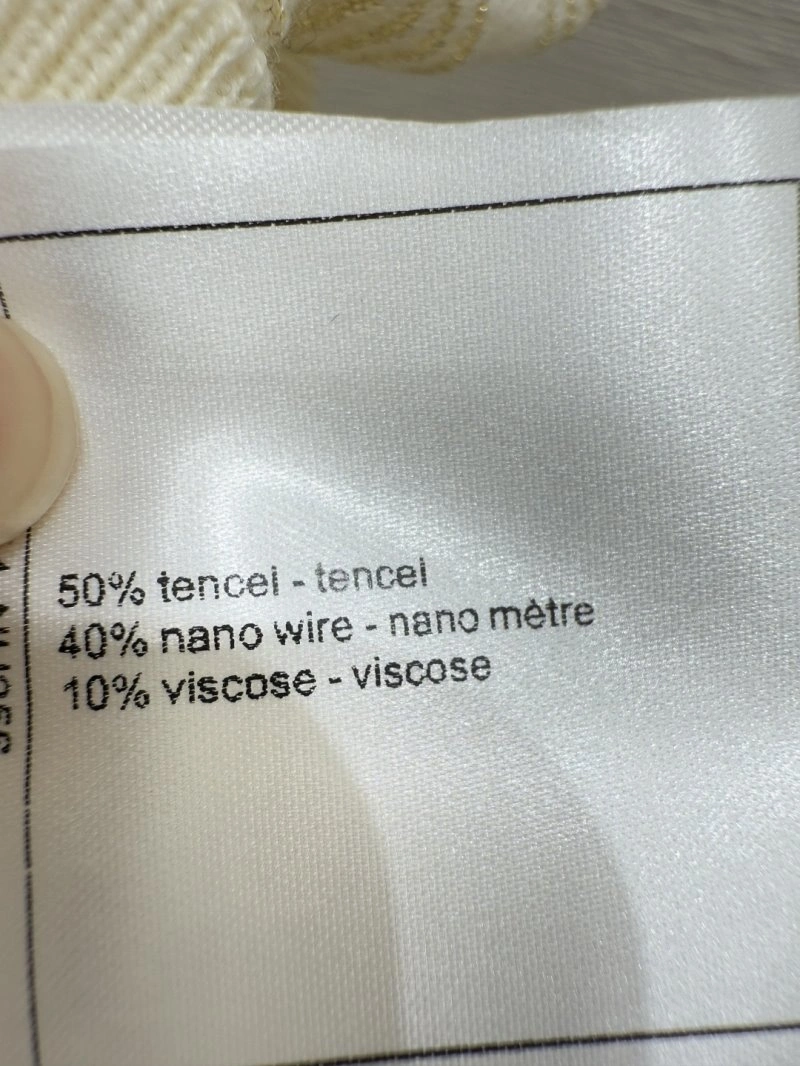 50% tencel - tencel
40% nano wire - nano mètre
10% viscose - viscose